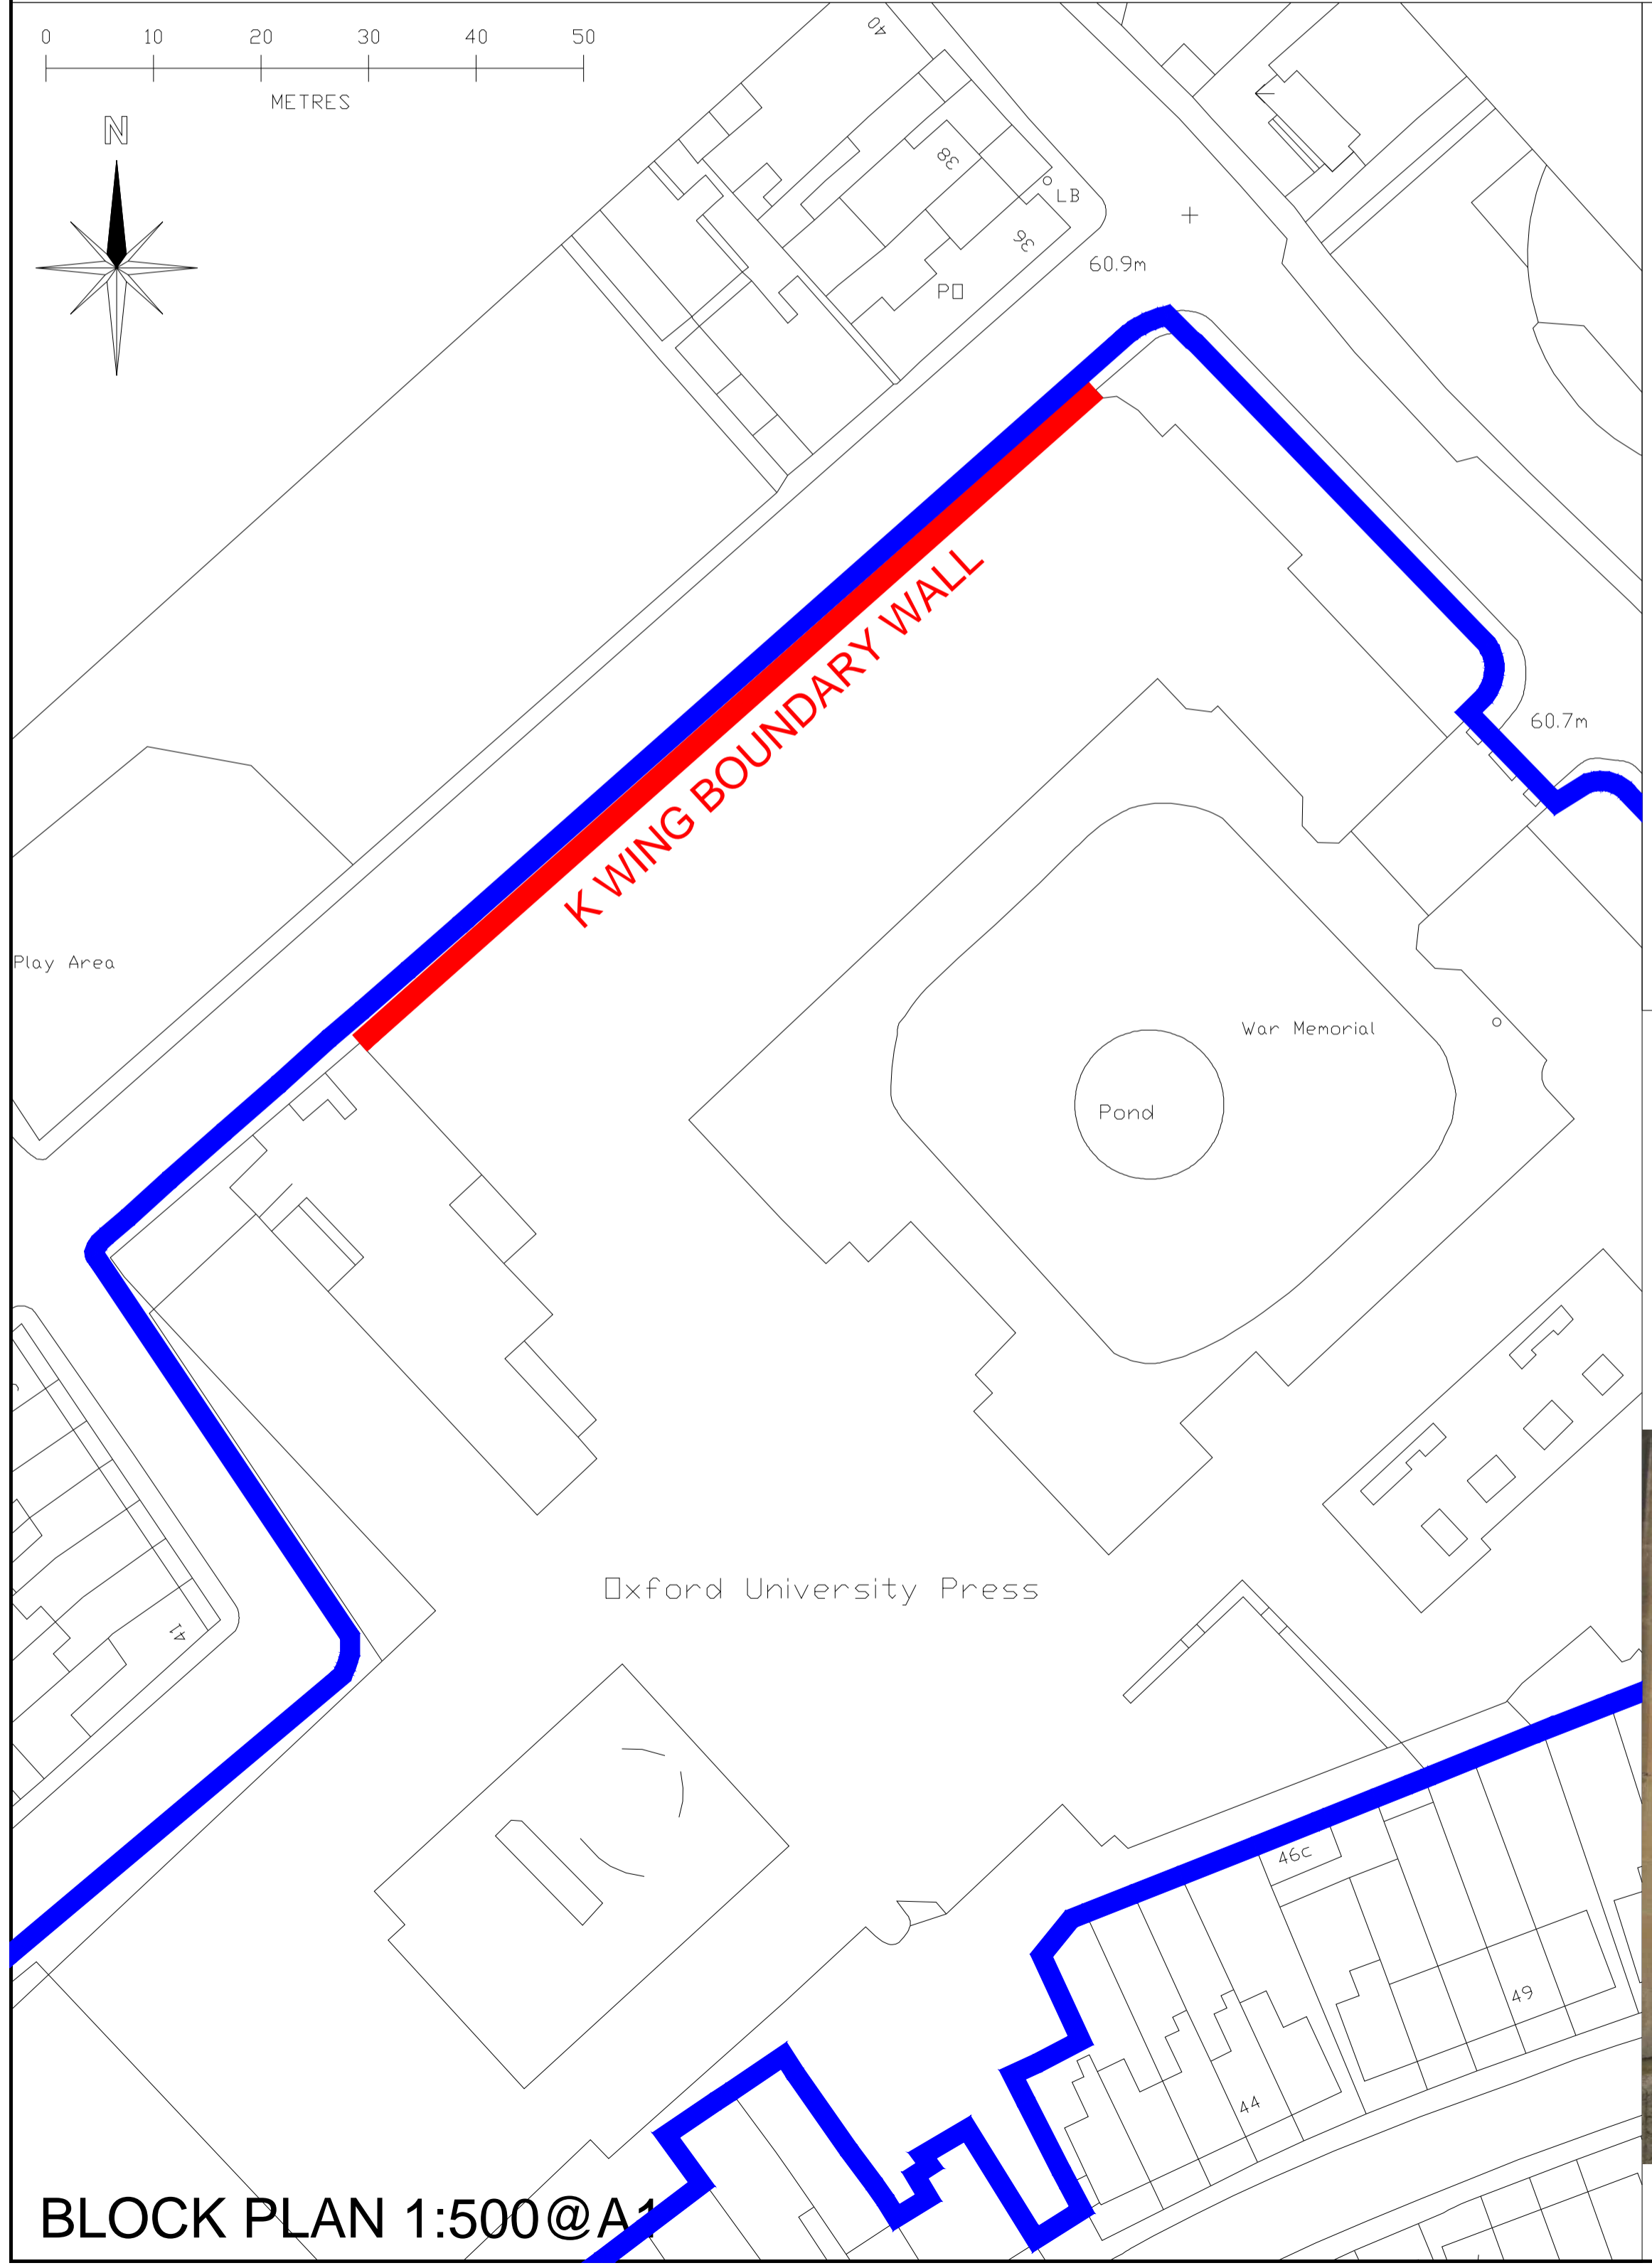 0 10 20 30 40 50
METRES
N
40
38
LB
36
60.9m
PO
K WING BOUNDARY WALL
60.7m
Play Area
War Memorial
Pond
Oxford University Press
41
46c
49
44
BLOCK PLAN 1:500@A1